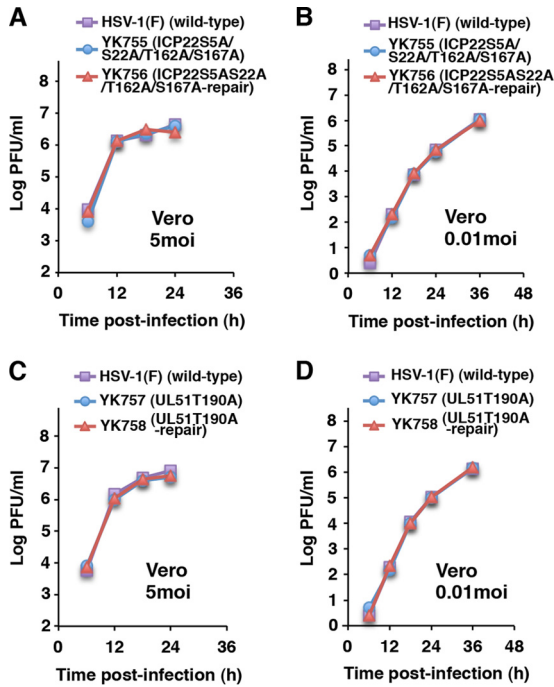 A
HSV-1(F) (wild-type)
YK755 (ICP22S5A/
S22A/T162A/S167A)
YK756 (ICP22S5AS22A
/T162A/S167A-repair)
Log PFU/ml
8
7
6
5
4
3
2
Vero
5moi
0 12 24 36
Time post-infection (h)
B
HSV-1(F) (wild-type)
YK755 (ICP22S5A/
S22A/T162A/S167A)
YK756 (ICP22S5AS22A
/T162A/S167A-repair)
Log PFU/ml
8
7
6
5
4
3
2
1
0
Vero
0.01moi
0 12 24 36 48
Time post-infection (h)
C
HSV-1(F) (wild-type)
YK757 (UL51T190A)
YK758 (UL51T190A
-repair)
Log PFU/ml
8
7
6
5
4
3
2
Vero
5moi
0 12 24 36
Time post-infection (h)
D
HSV-1(F) (wild-type)
YK757 (UL51T190A)
YK758 (UL51T190A
-repair)
Log PFU/ml
8
7
6
5
4
3
2
1
0
Vero
0.01moi
0 12 24 36 48
Time post-infection (h)